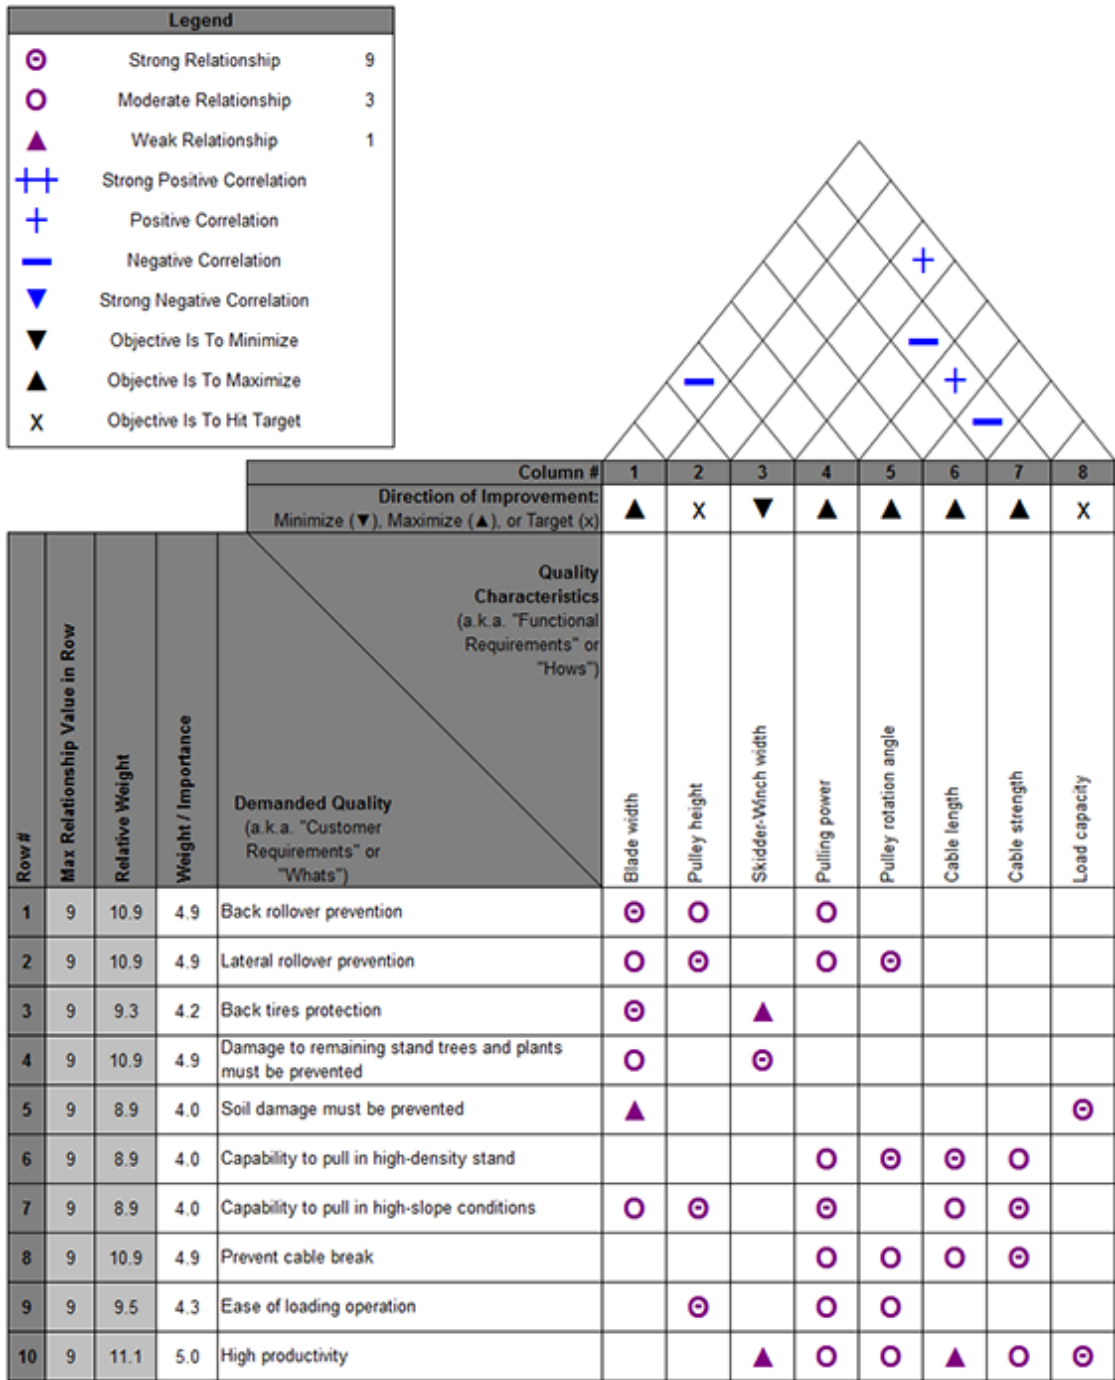 Legend
Strong Relationship 9
Moderate Relationship 3
Weak Relationship 1
Strong Positive Correlation
Positive Correlation
Negative Correlation
Strong Negative Correlation
Objective Is To Minimize
Objective Is To Maximize
X Objective Is To Hit Target
Column # 1 2 3 4 5 6 7 8
Direction of Improvement:
Minimize (▼), Maximize (▲), or Target (x)
▲ X ▼ ▲ ▲ ▲ ▲ X
Quality
Characteristics
(a.k.a. "Functional
Requirements" or
"Hows")
Row #
Max Relationship Value in Row
Relative Weight
Weight / Importance
Demanded Quality
(a.k.a. "Customer
Requirements" or
"Whats")
Blade width
Pulley height
Skidder-Winch width
Pulling power
Pulley rotation angle
Cable length
Cable strength
Load capacity
1 9 10.9 4.9 Back rollover prevention
2 9 10.9 4.9 Lateral rollover prevention
3 9 9.3 4.2 Back tires protection
4 9 10.9 4.9 Damage to remaining stand trees and plants
must be prevented
5 9 8.9 4.0 Soil damage must be prevented
6 9 8.9 4.0 Capability to pull in high-density stand
7 9 8.9 4.0 Capability to pull in high-slope conditions
8 9 10.9 4.9 Prevent cable break
9 9 9.5 4.3 Ease of loading operation
10 9 11.1 5.0 High productivity